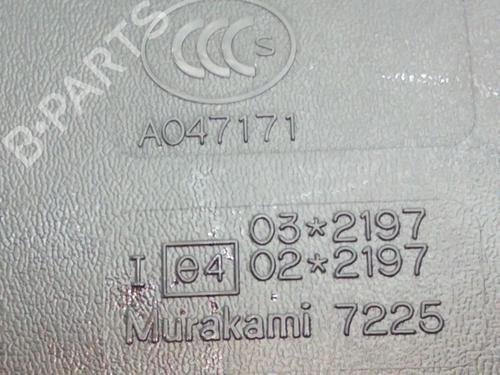 CCC S
A047171
03*2197
I e4 02*2197
Murakami 7225
B-PARTS